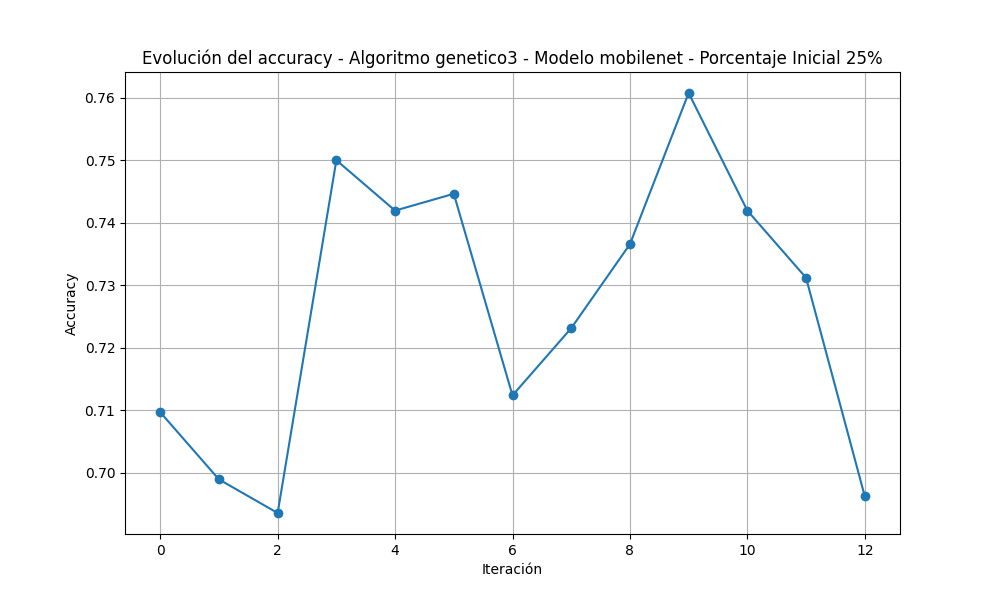 Evolución del accuracy - Algoritmo genetico3 - Modelo mobilenet - Porcentaje Inicial 25%
0.76
0.75
0.74
0.73
0.72
0.71
0.70
Accuracy
0 2 4 6 8 10 12
Iteración